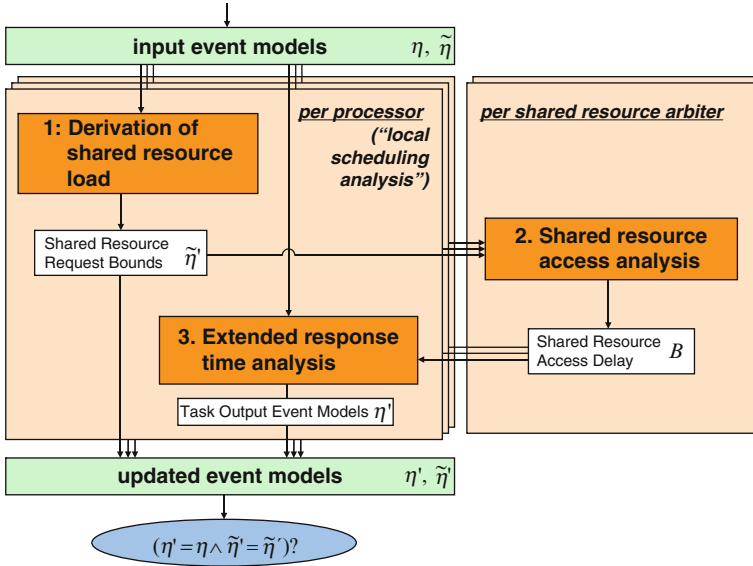 input event models η, η̃
per processor
("local
scheduling
analysis")
per shared resource arbiter
1: Derivation of
shared resource
load
Shared Resource
Request Bounds η̃'
2. Shared resource
access analysis
3. Extended response
time analysis
Shared Resource
Access Delay B
Task Output Event Models η'
updated event models η', η̃'
(η' = η ∧ η̃' = η̃´)?